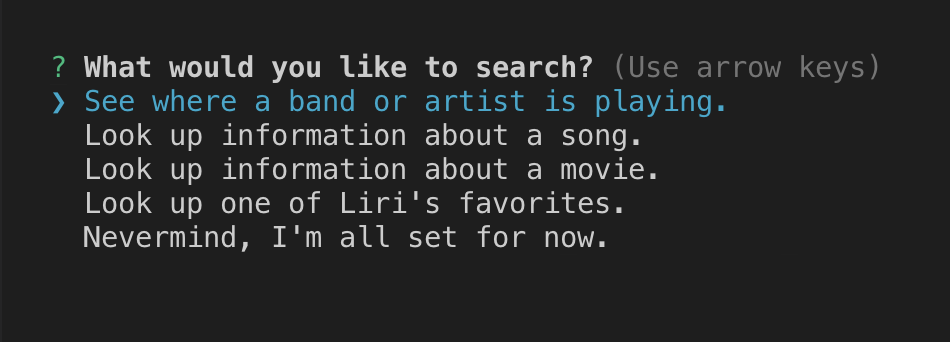 ? What would you like to search? (Use arrow keys)
❯ See where a band or artist is playing.
Look up information about a song.
Look up information about a movie.
Look up one of Liri's favorites.
Nevermind, I'm all set for now.